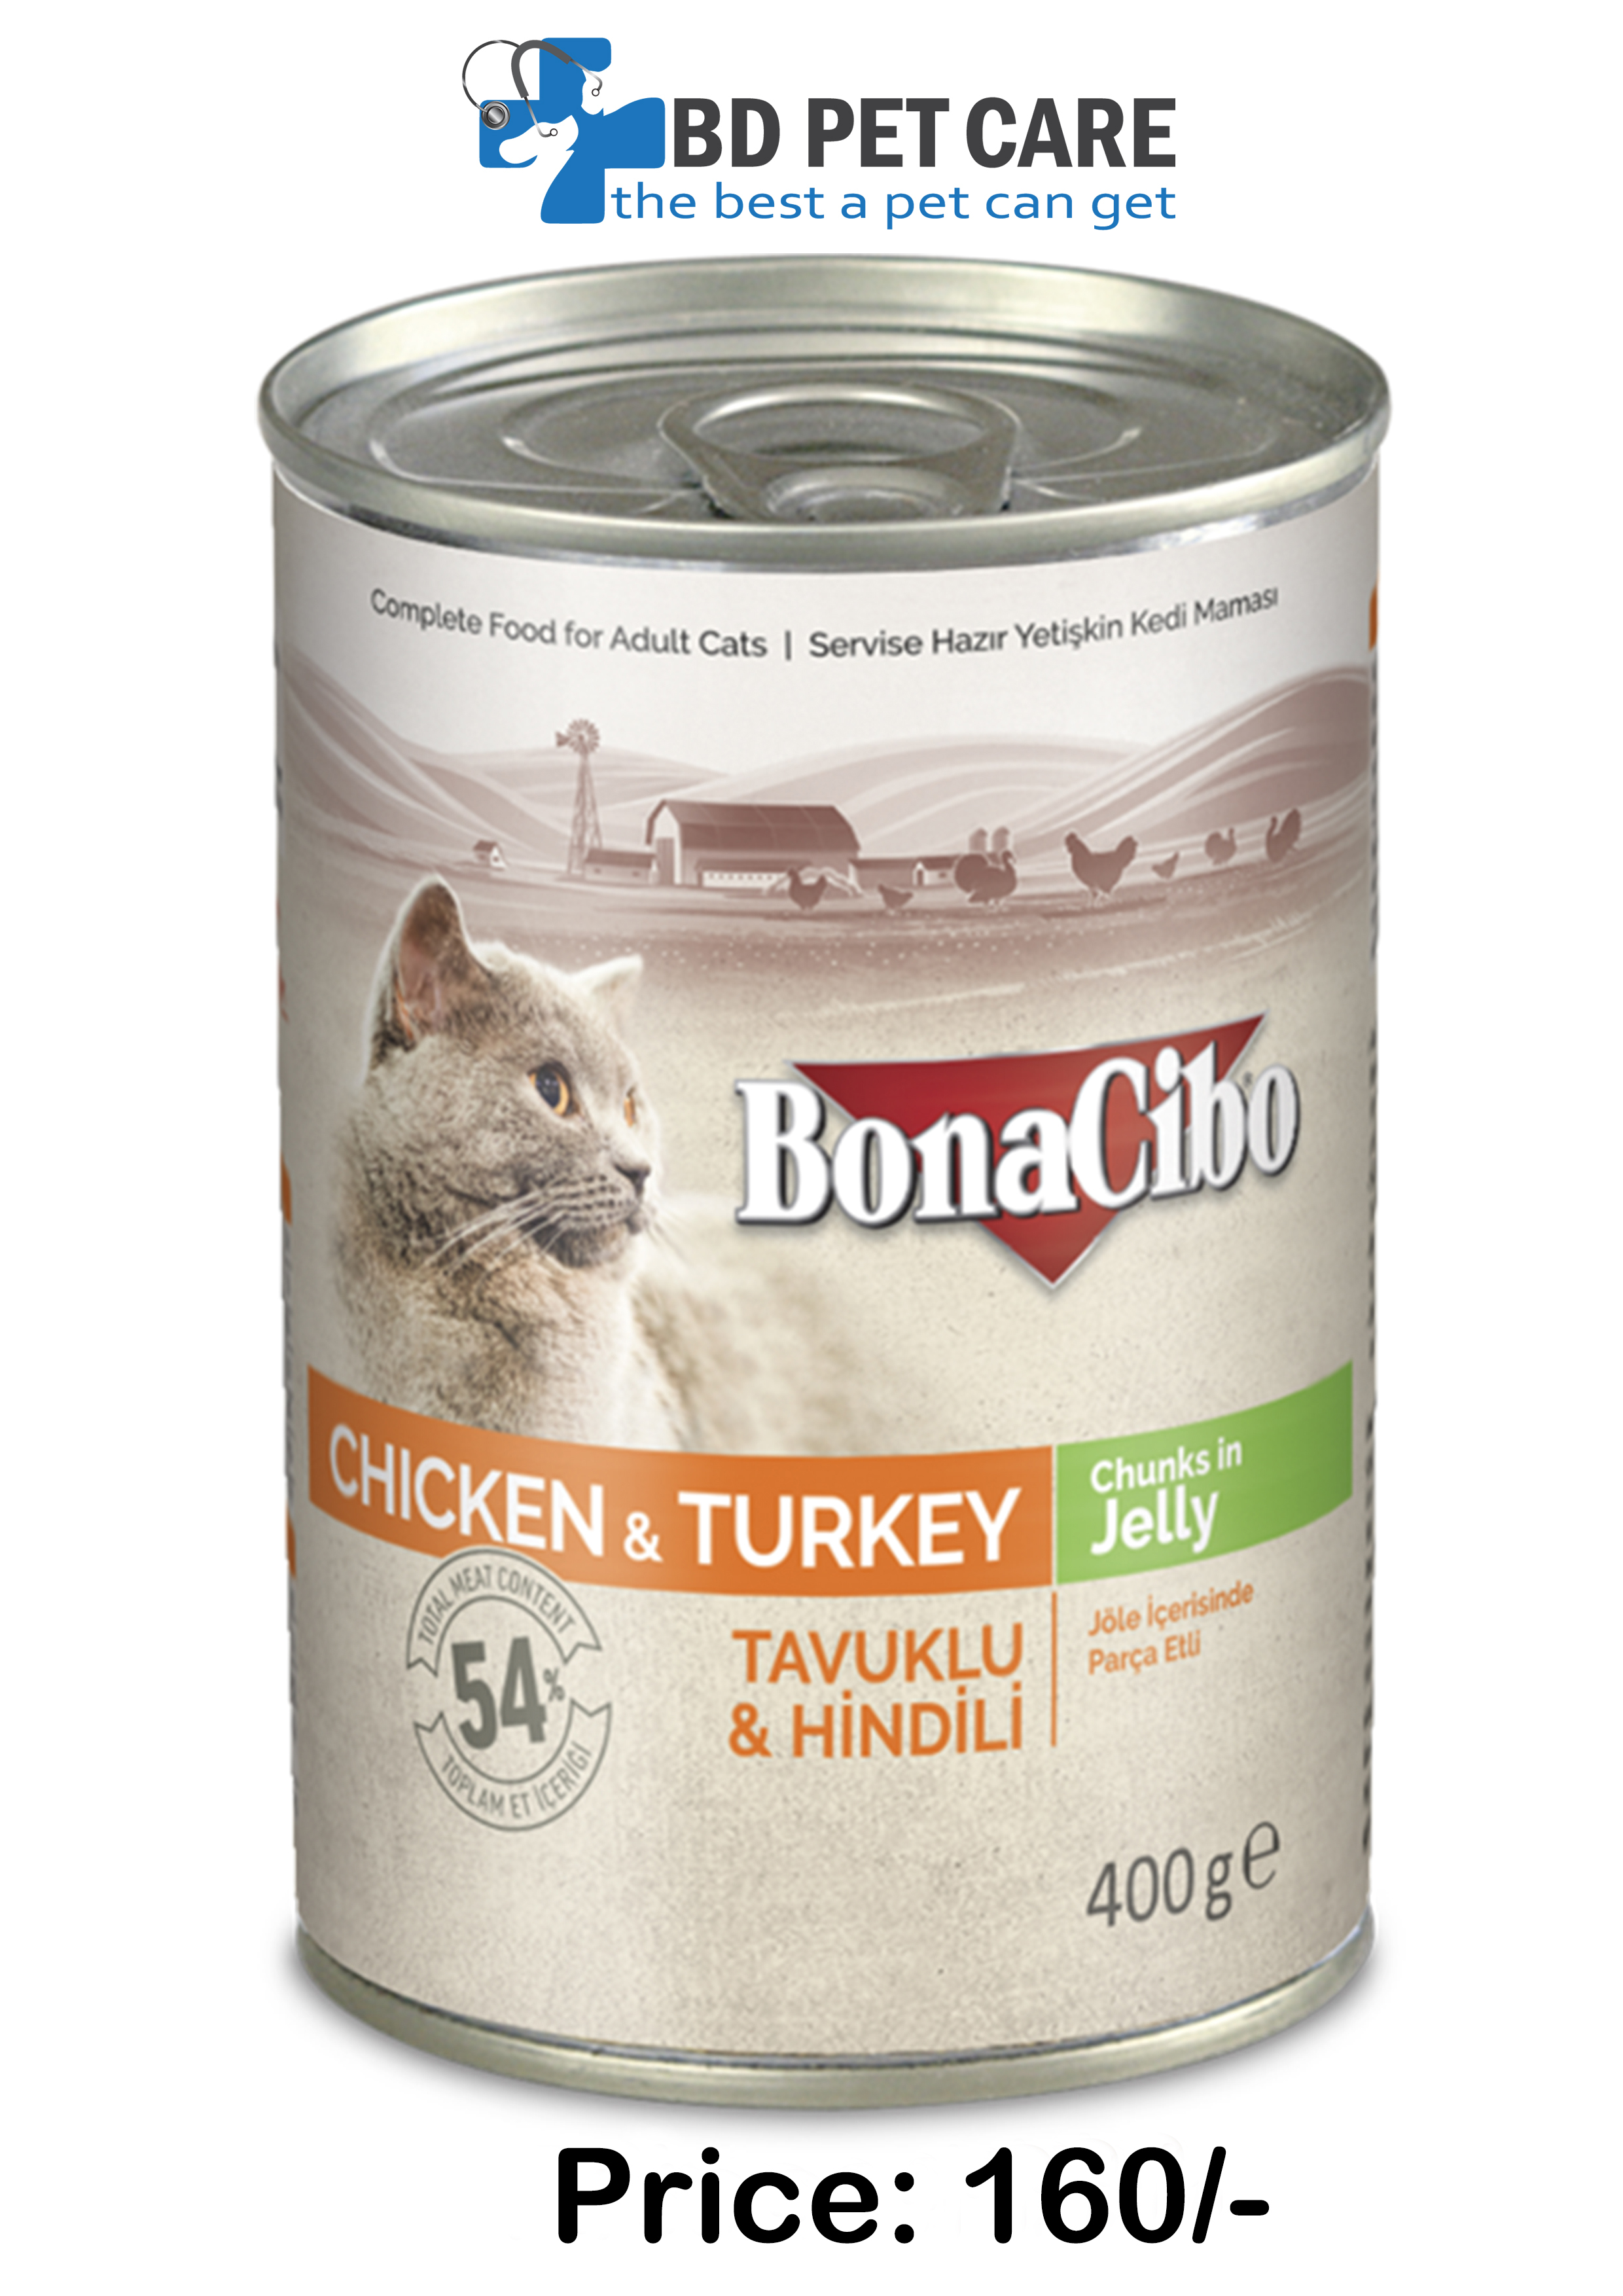 BD PET CARE
the best a pet can get
Complete Food for Adult Cats | Servise Hazır Yetişkin Kedi Maması
BonaCibo
CHICKEN & TURKEY
Chunks in
Jelly
TOTAL MEAT CONTENT
54%
TOPLAM ET İÇERİĞİ
TAVUKLU
& HİNDİLİ
Jöle İçerisinde
Parça Etli
400g e
Price: 160/-